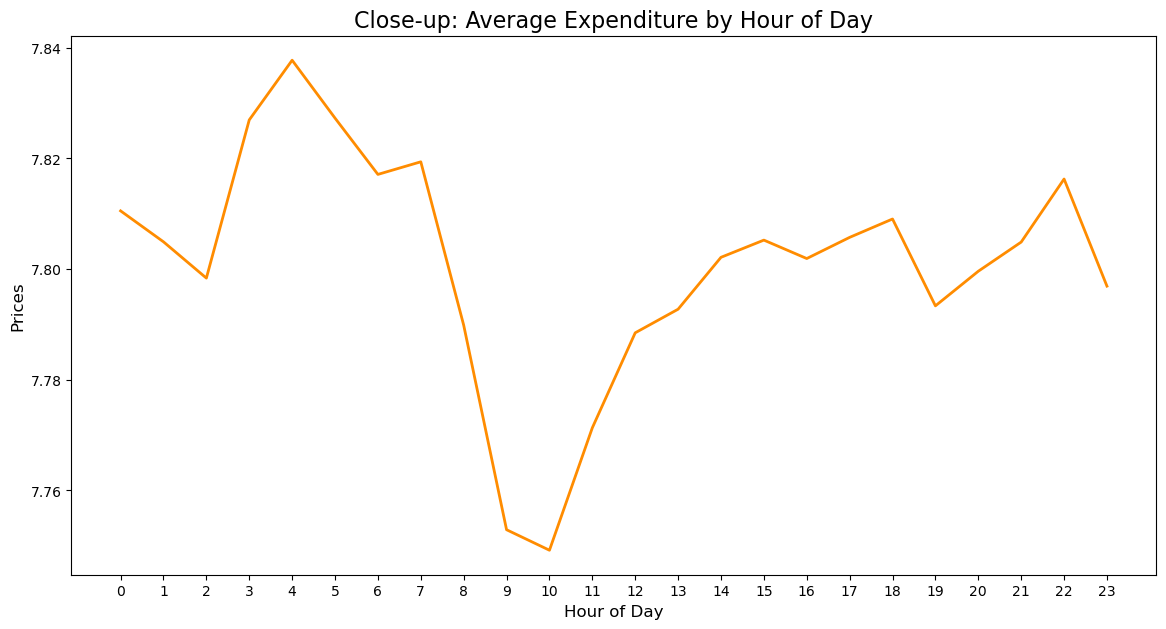 Close-up: Average Expenditure by Hour of Day
7.84
7.82
7.80
7.78
7.76
Prices
0 1 2 3 4 5 6 7 8 9 10 11 12 13 14 15 16 17 18 19 20 21 22 23
Hour of Day